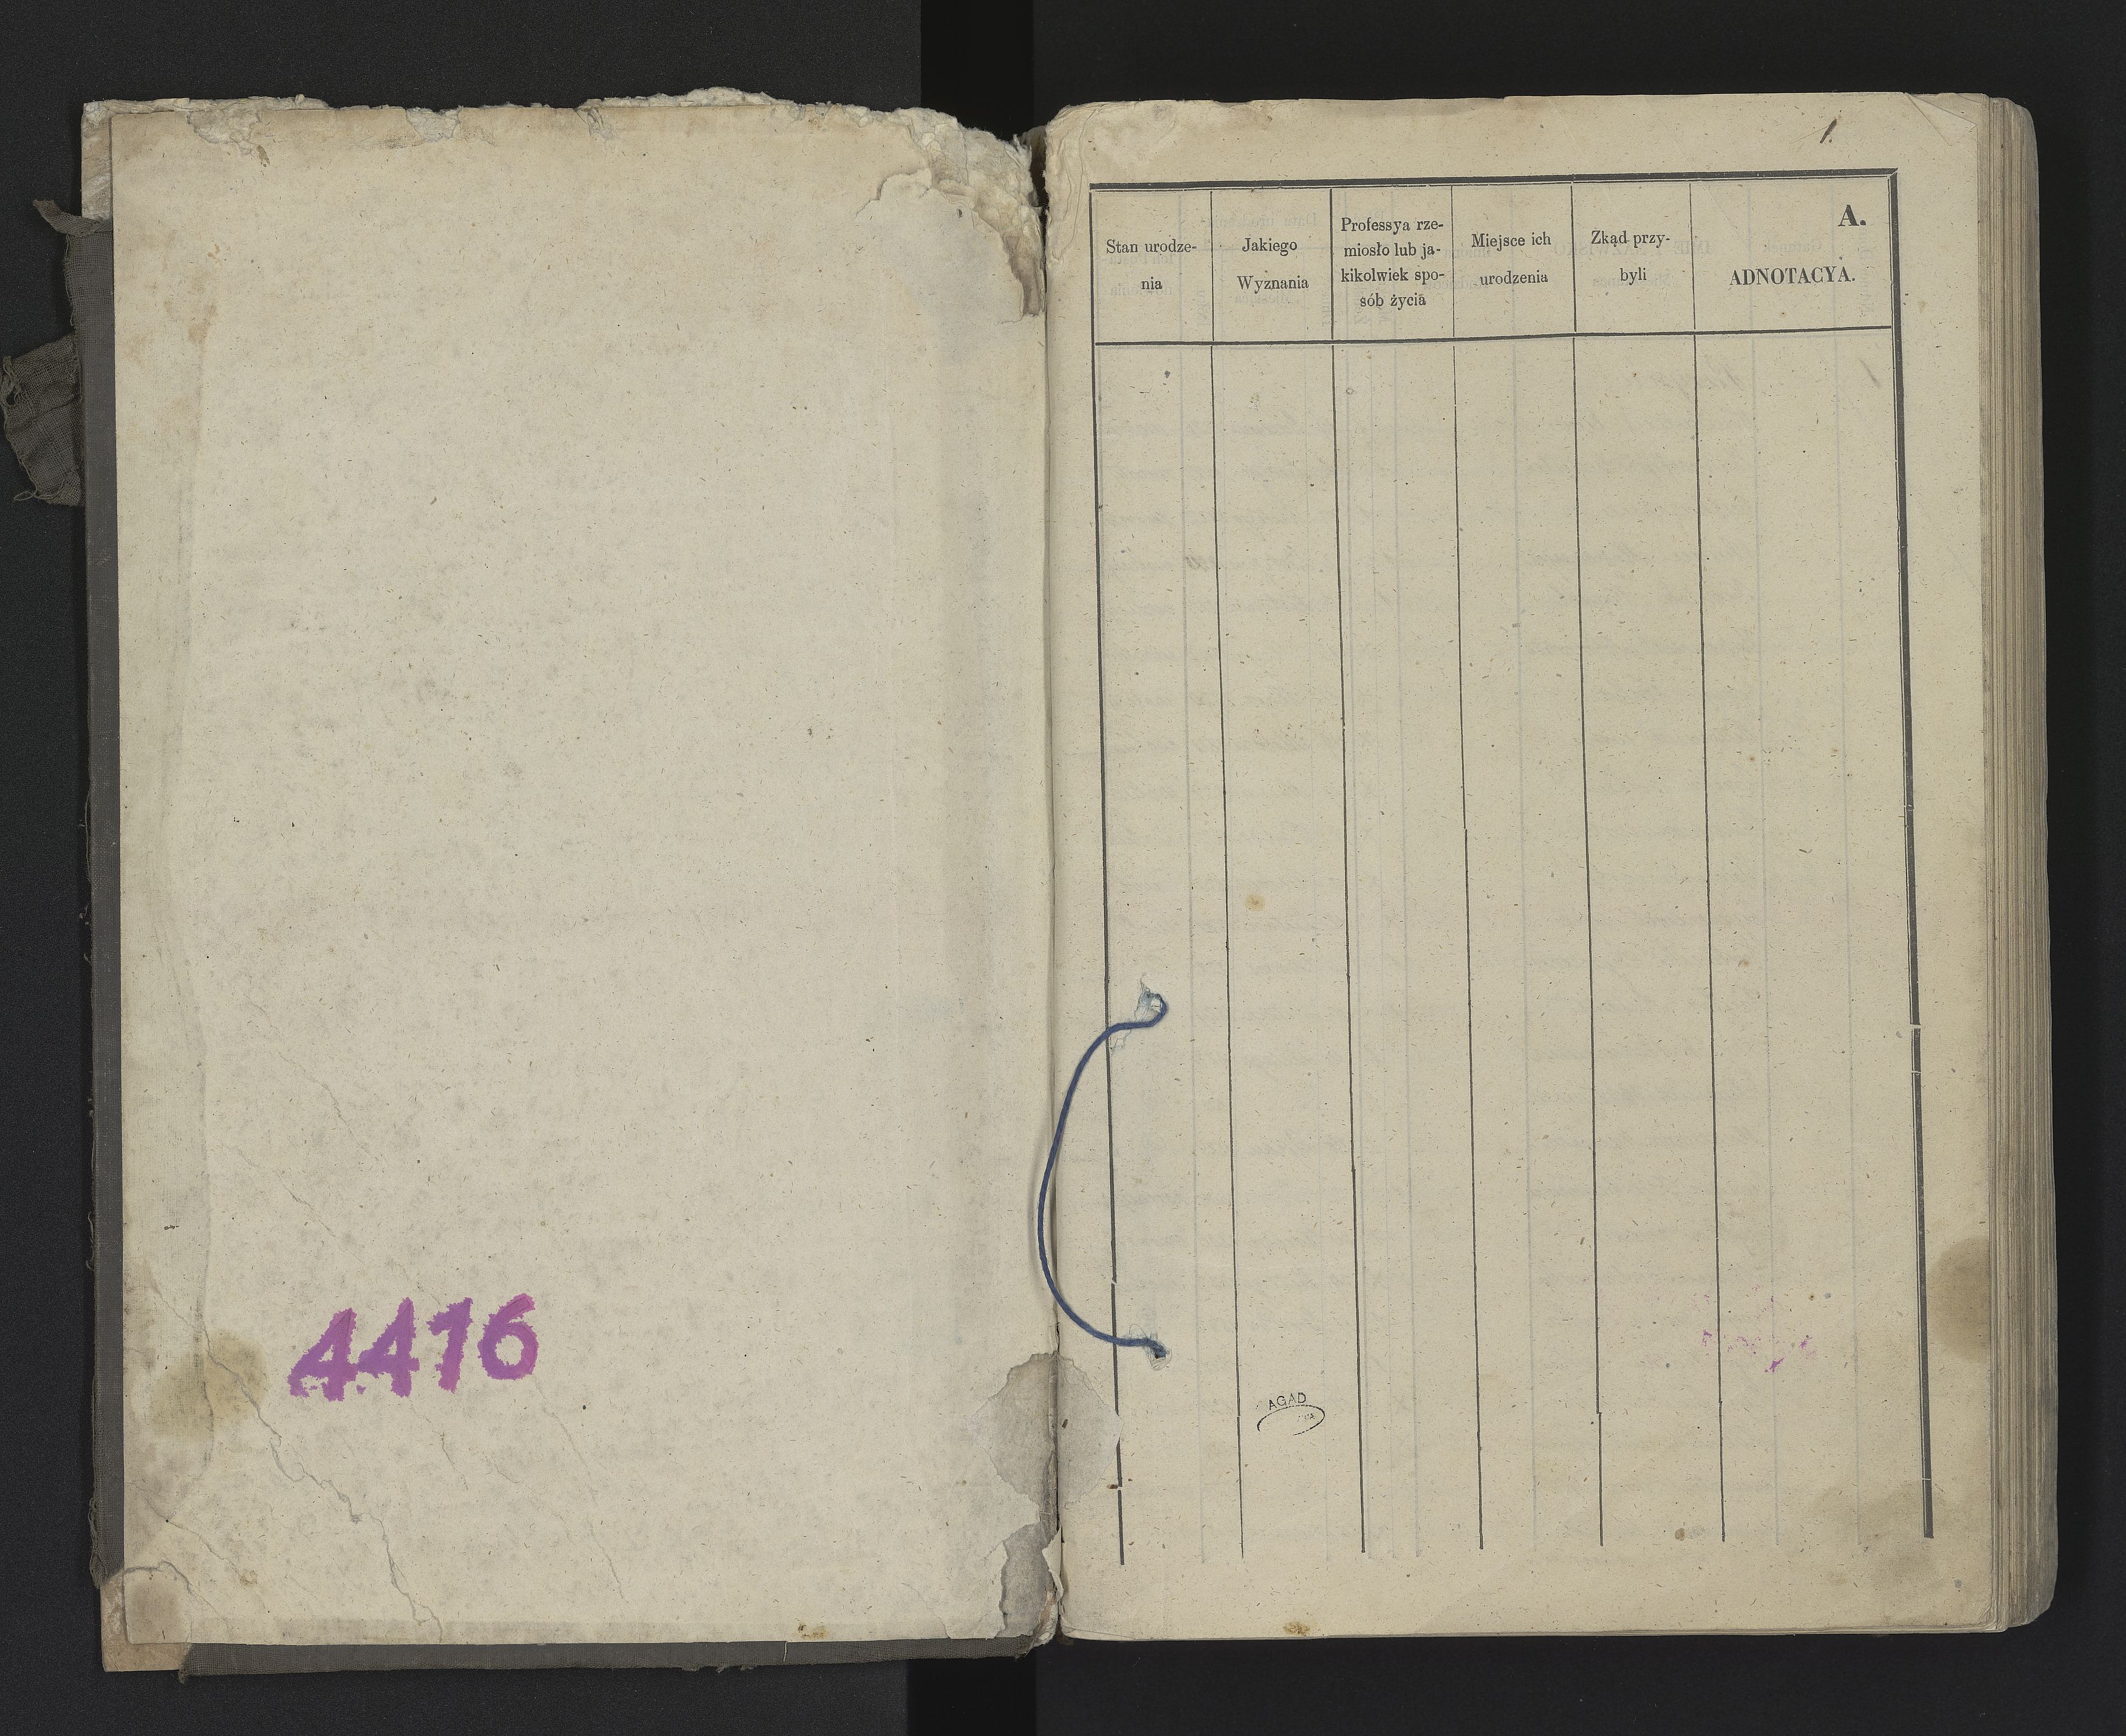 4416
1.
A.
Stan urodze-
nia
Jakiego
Wyznania
Professya rze-
miosło lub ja-
kikolwiek spo-
sób życia
Miejsce ich
urodzenia
Zkąd przy-
byli
ADNOTACYA.
AGAD